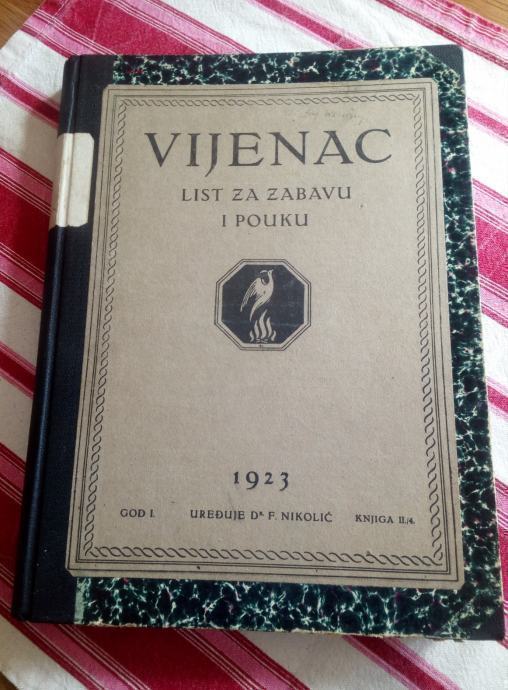 VIJENAC
LIST ZA ZABAVU
I POUKU
1923
GOD I. UREĐUJE DR. F. NIKOLIĆ KNJIGA II./4.